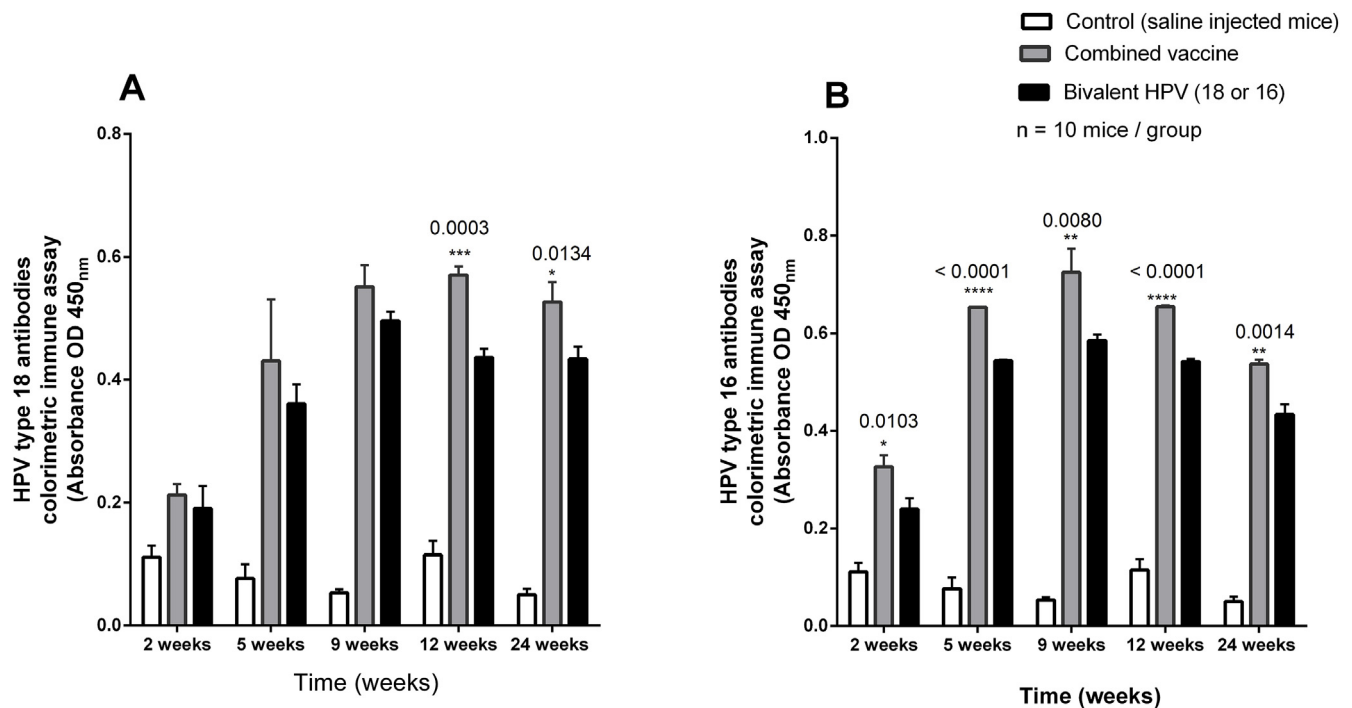 Control (saline injected mice)
Combined vaccine
Bivalent HPV (18 or 16)
n = 10 mice / group
A
HPV type 18 antibodies
colorimetric immune assay
(Absorbance OD 450nm)
0.8
0.6
0.4
0.2
0.0
0.0003
***
0.0134
*
2 weeks 5 weeks 9 weeks 12 weeks 24 weeks
Time (weeks)
B
HPV type 16 antibodies
colorimetric immune assay
(Absorbance OD 450nm)
1.0
0.8
0.6
0.4
0.2
0.0
0.0103
*
< 0.0001
****
0.0080
**
< 0.0001
****
0.0014
**
2 weeks 5 weeks 9 weeks 12 weeks 24 weeks
Time (weeks)